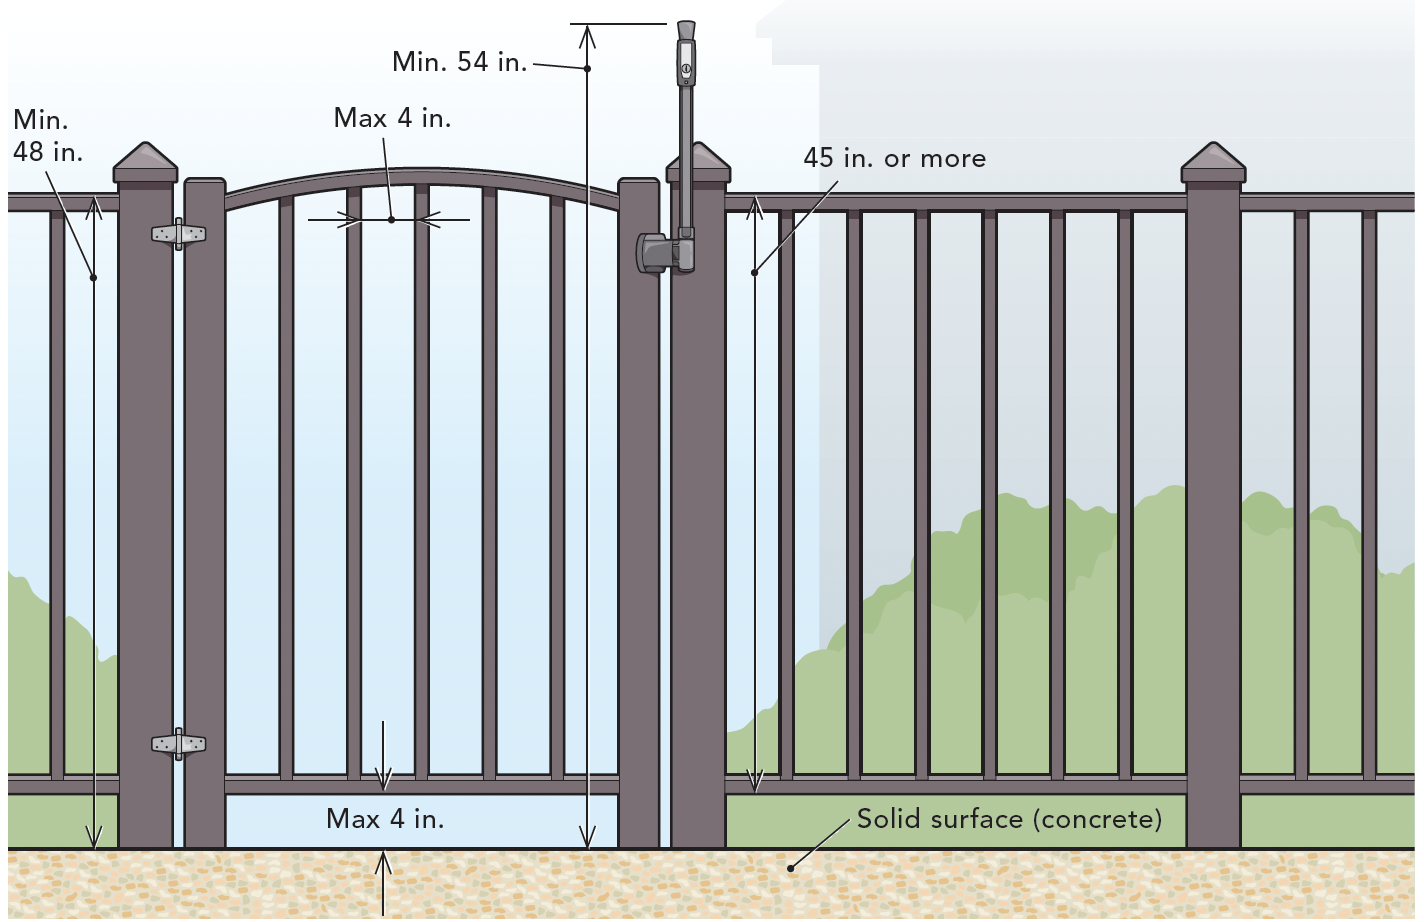 Min. 54 in.
Max 4 in.
Min.
48 in.
45 in. or more
Max 4 in.
Solid surface (concrete)